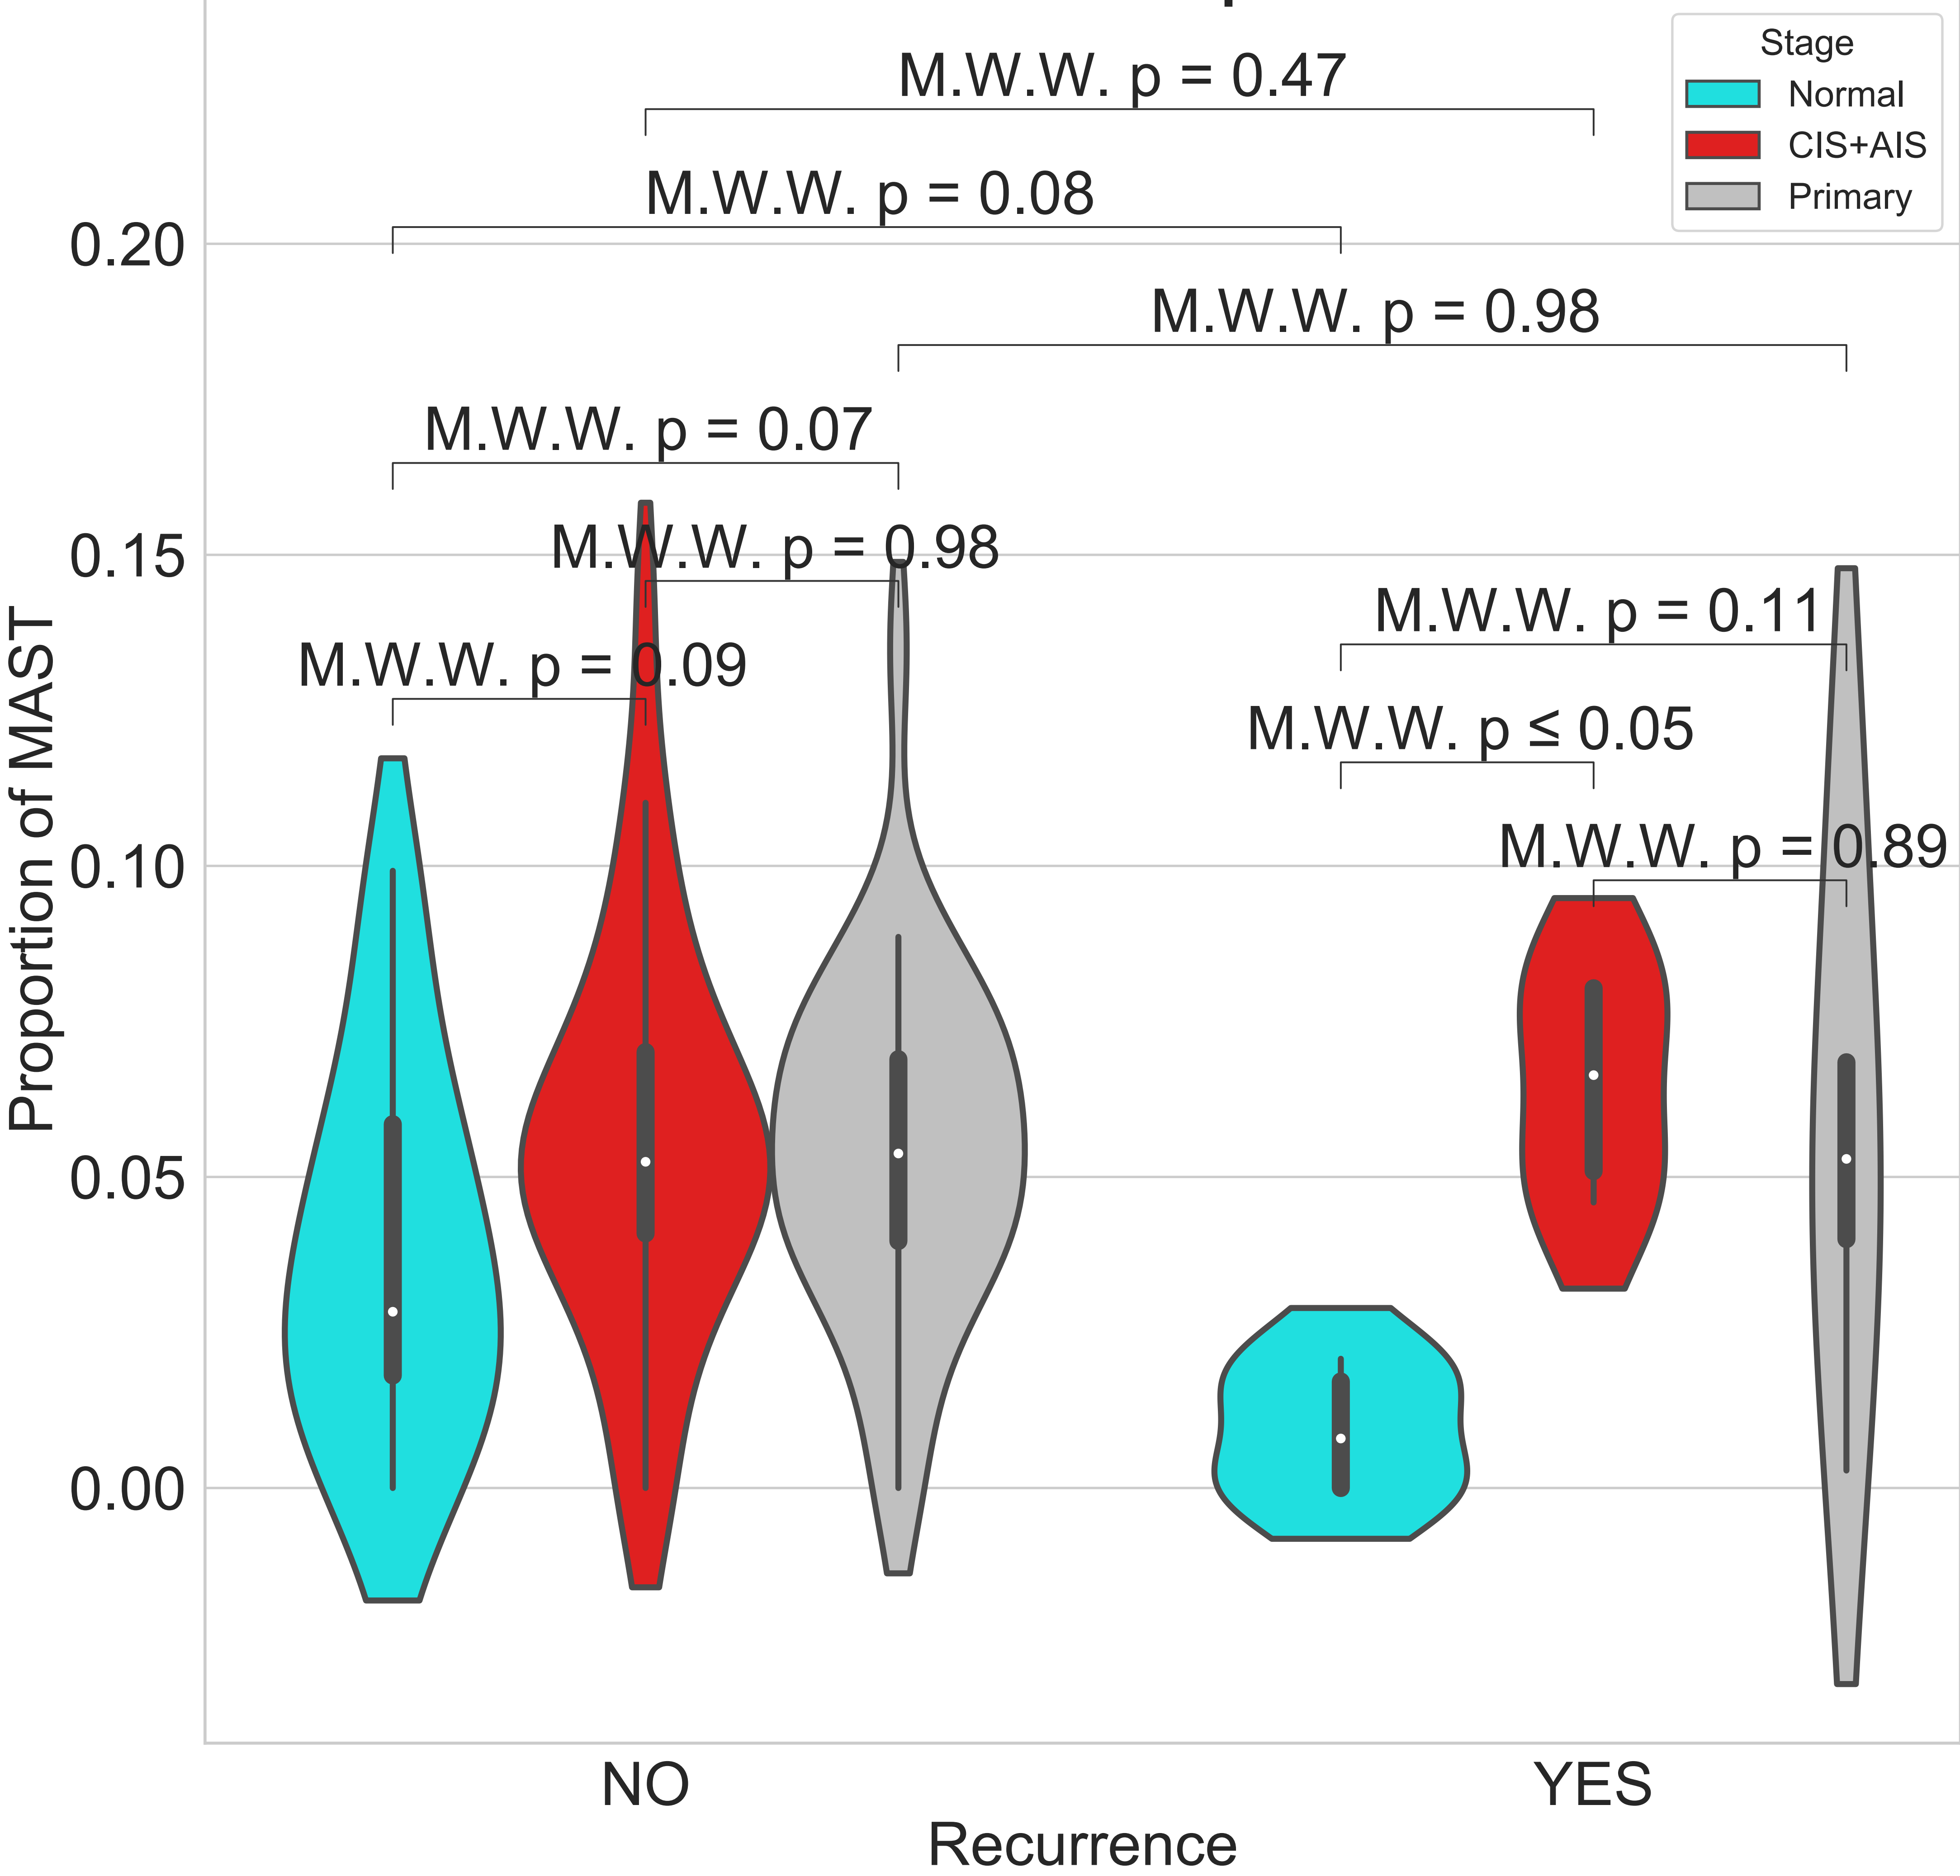 Stage
Normal
CIS+AIS
Primary
M.W.W. p = 0.47
M.W.W. p = 0.08
M.W.W. p = 0.98
M.W.W. p = 0.07
M.W.W. p = 0.98
M.W.W. p = 0.09
M.W.W. p = 0.11
M.W.W. p ≤ 0.05
M.W.W. p = 0.89
0.20
0.15
0.10
0.05
0.00
Proportion of MAST
NO
YES
Recurrence